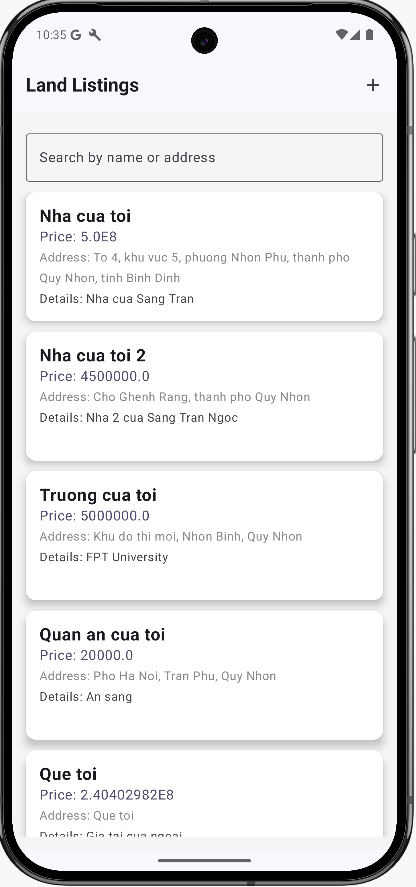 10:35 G
Land Listings
+
Search by name or address
Nha cua toi
Price: 5.0E8
Address: To 4, khu vuc 5, phuong Nhon Phu, thanh pho
Quy Nhon, tinh Binh Dinh
Details: Nha cua Sang Tran
Nha cua toi 2
Price: 4500000.0
Address: Cho Ghenh Rang, thanh pho Quy Nhon
Details: Nha 2 cua Sang Tran Ngoc
Truong cua toi
Price: 5000000.0
Address: Khu do thi moi, Nhon Binh, Quy Nhon
Details: FPT University
Quan an cua toi
Price: 20000.0
Address: Pho Ha Noi, Tran Phu, Quy Nhon
Details: An sang
Que toi
Price: 2.40402982E8
Address: Que toi
Details: Gia tai cua ngoai